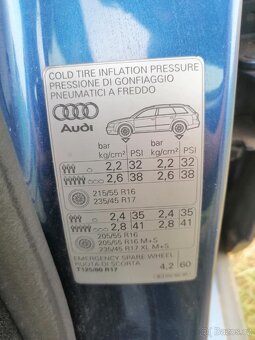 COLD TIRE INFLATION PRESSURE
PRESSIONE DI GONFIAGGIO
PNEUMATICI A FREDDO
Audi
bar kg/cm² PSI bar kg/cm² PSI
2,2 32 2,2 32
2,6 38 2,6 38
215/55 R16
235/45 R17
2,4 35 2,4 35
2,8 41 2,8 41
205/55 R16
205/55 R16 M+S
235/45 R17 XL M+S
EMERGENCY SPARE WHEEL
RUOTA DI SCORTA
T125/90 R17
4.2 60